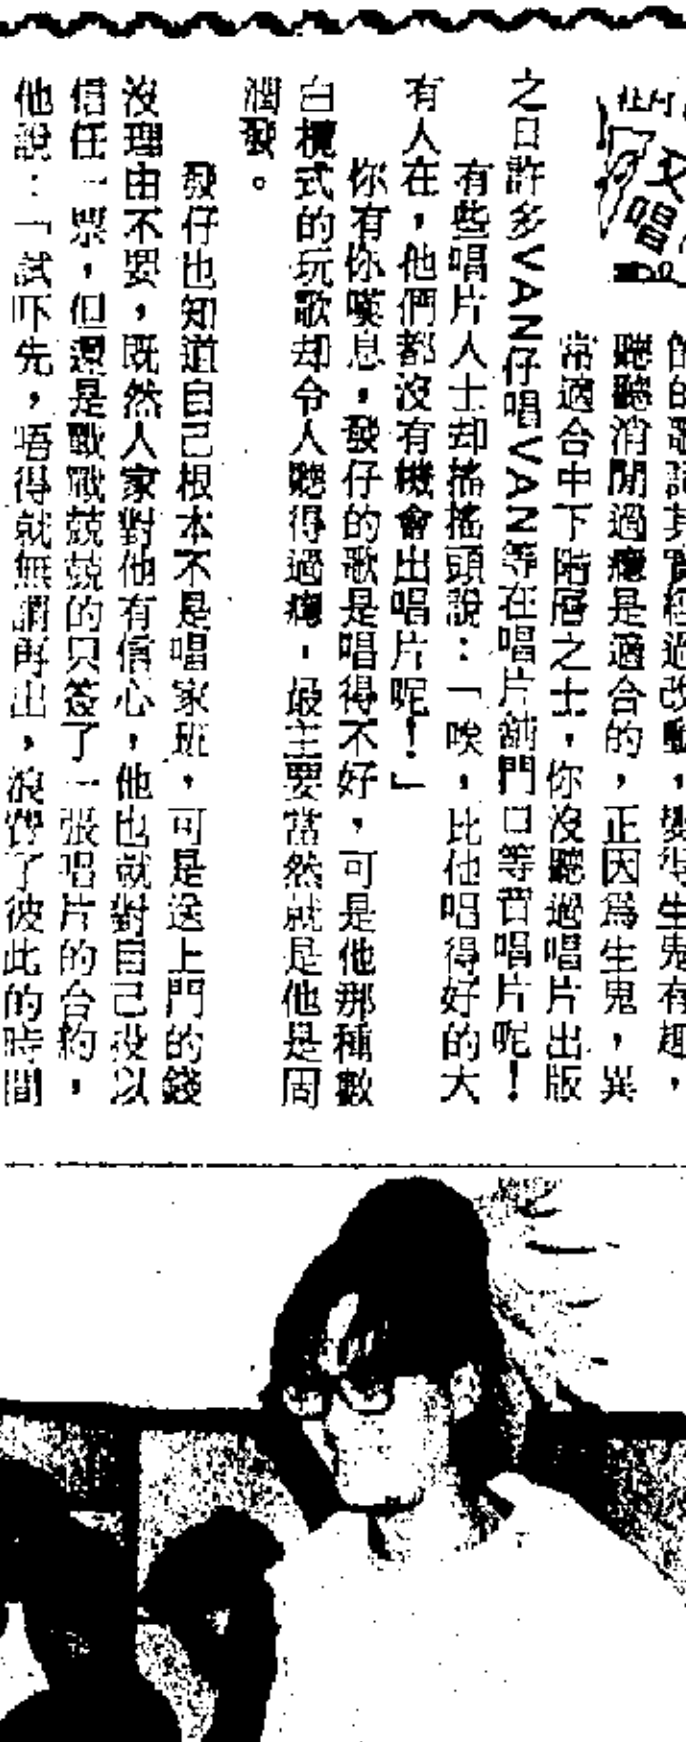 唱
的歌詞其實經過改動，變得生鬼有趣，
聽聽消閒過癮是適合的，正因為生鬼，異
常適合中下階層之士，你沒聽過唱片出版
之日許多VAN仔唱VAN等在唱片舖門口等買唱片呢！
有些唱片人士却搖搖頭說：「唉，比他唱得好的大
有人在，他們都沒有機會出唱片呢！」
你有你嘆息，發仔的歌是唱得不好，可是他那種數
白欖式的玩歌却令人聽得過癮，最主要當然就是他是周
潤發。
發仔也知道自己根本不是唱家班，可是送上門的錢
沒理由不要，既然人家對他有信心，他也就對自己投以
信任一票，但還是戰戰兢兢的只簽了一張唱片的合約，
他說：「試吓先，唔得就無謂再出，浪費了彼此的時間